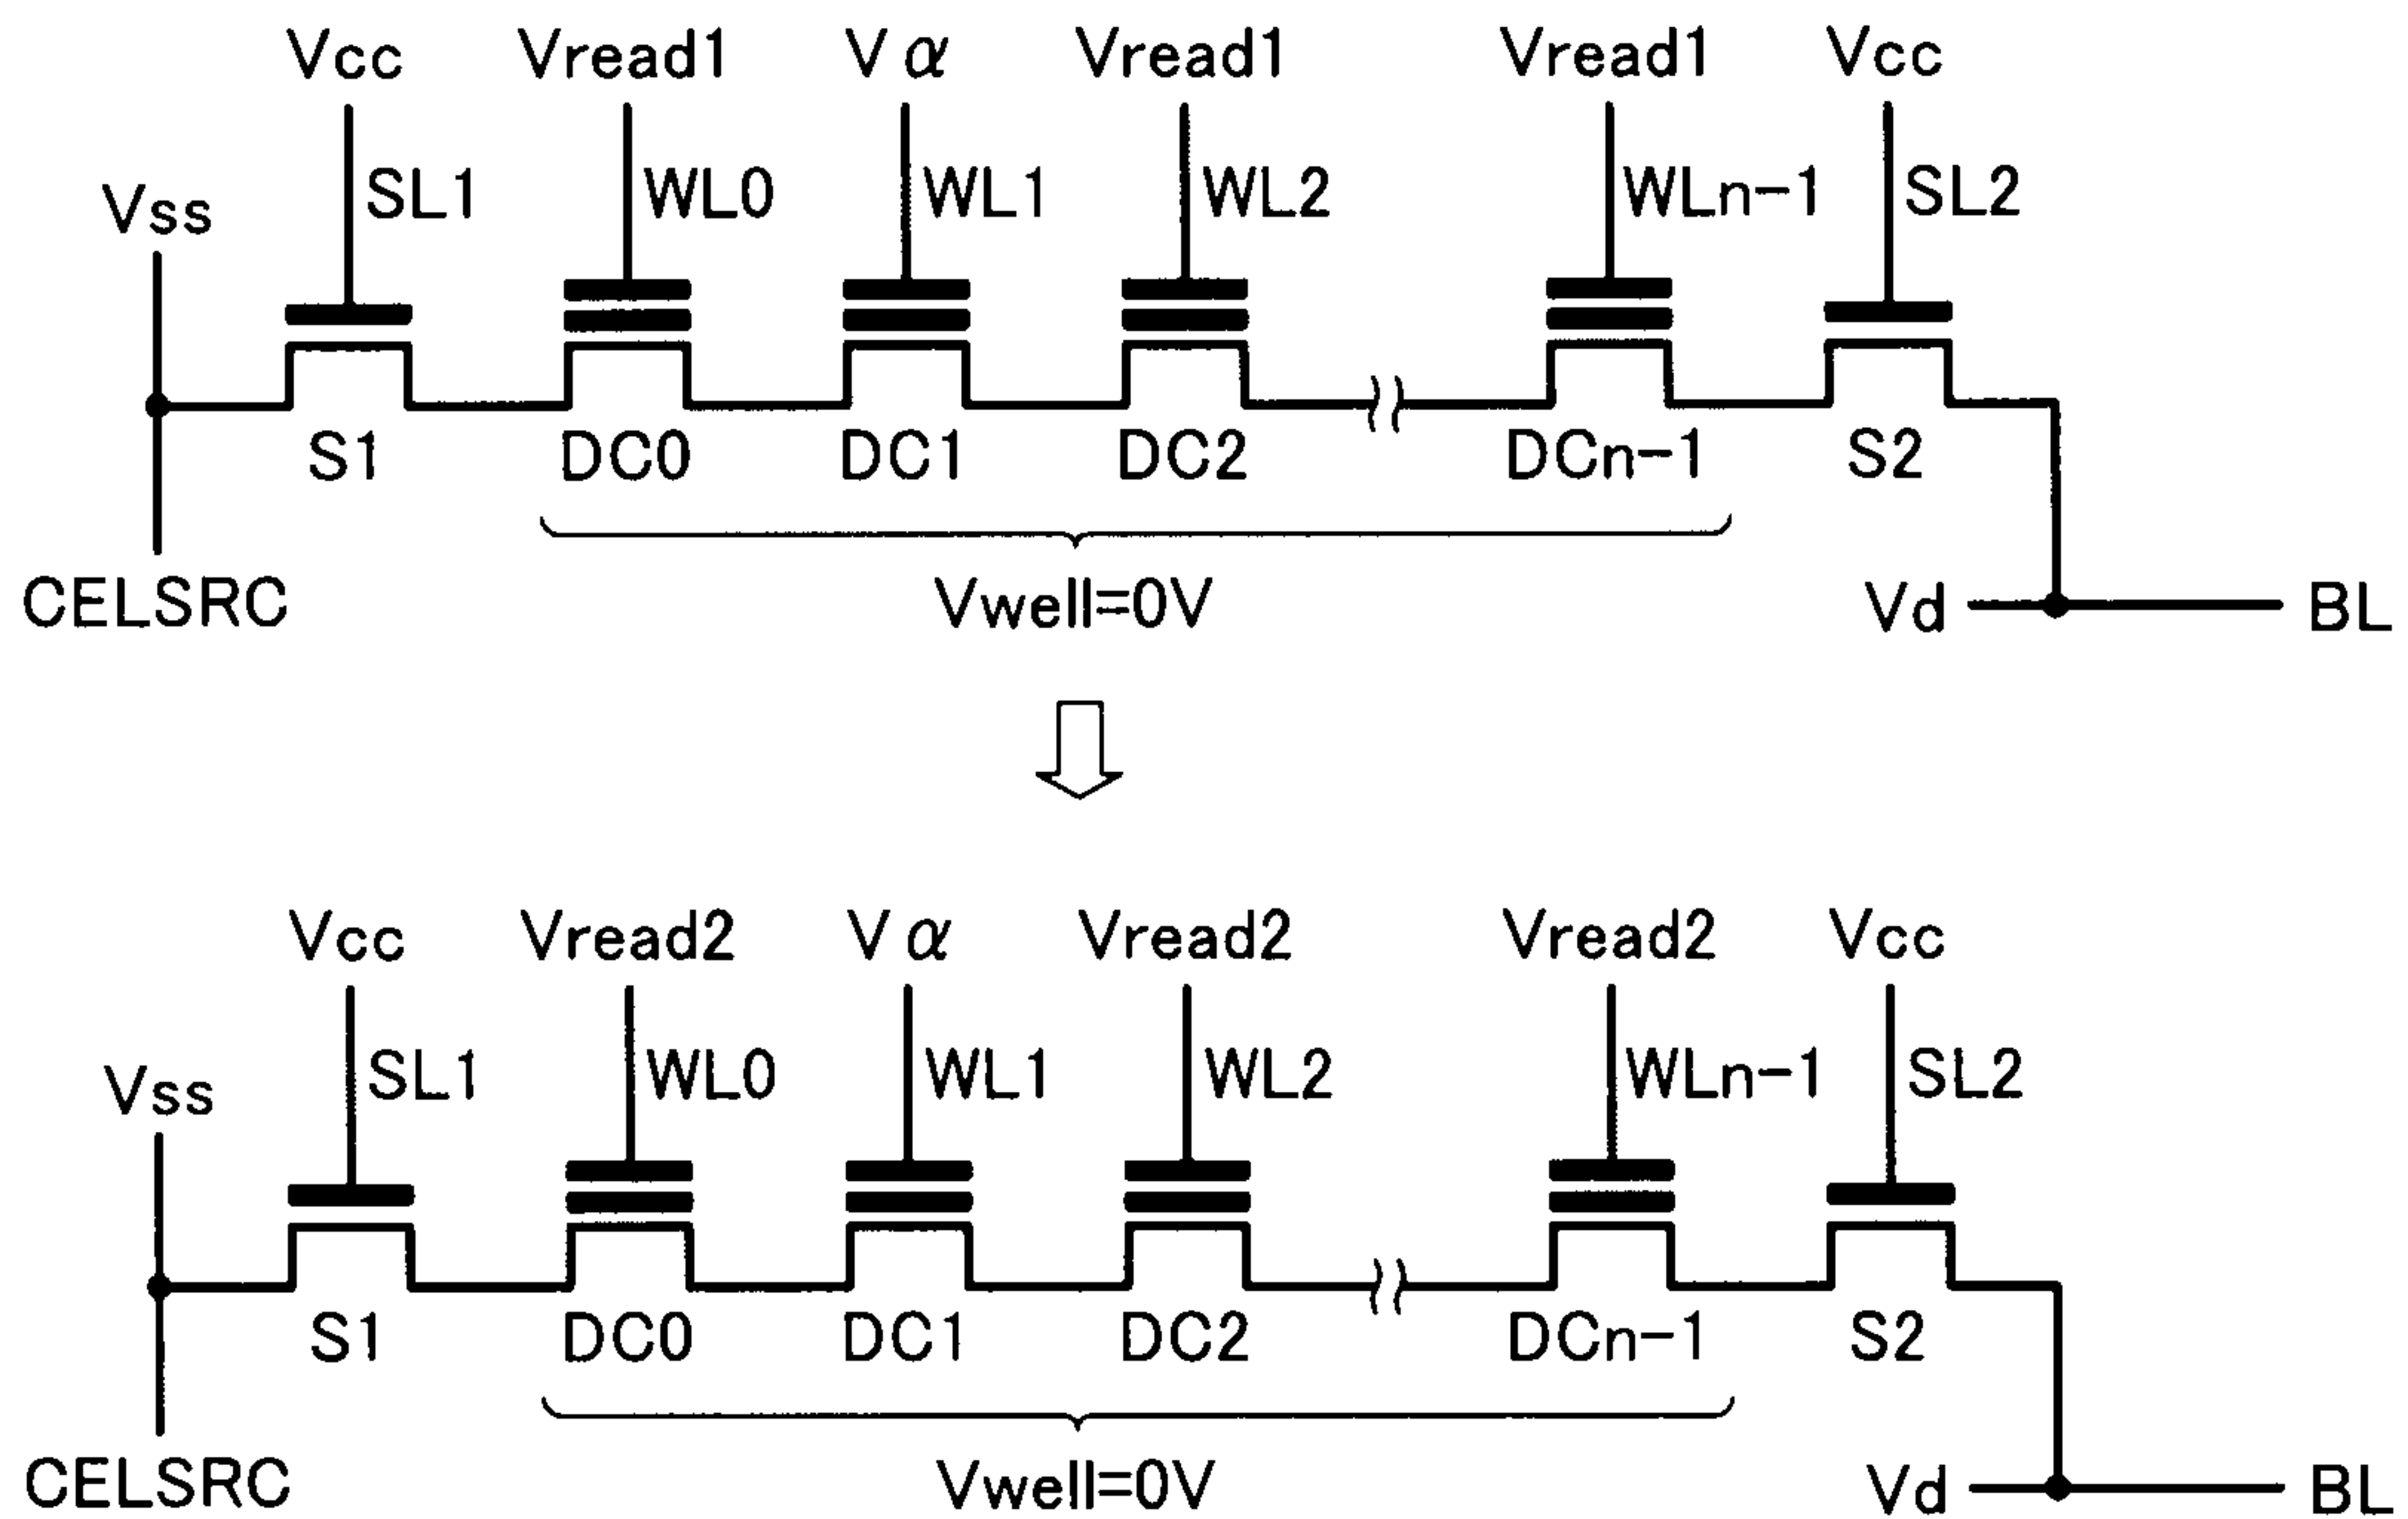 Vcc Vread1 Vα Vread1 Vread1 Vcc
Vss SL1 WL0 WL1 WL2 WLn-1 SL2
S1 DC0 DC1 DC2 DCn-1 S2
CELSRC Vwell=0V Vd BL
Vcc Vread2 Vα Vread2 Vread2 Vcc
Vss SL1 WL0 WL1 WL2 WLn-1 SL2
S1 DC0 DC1 DC2 DCn-1 S2
CELSRC Vwell=0V Vd BL